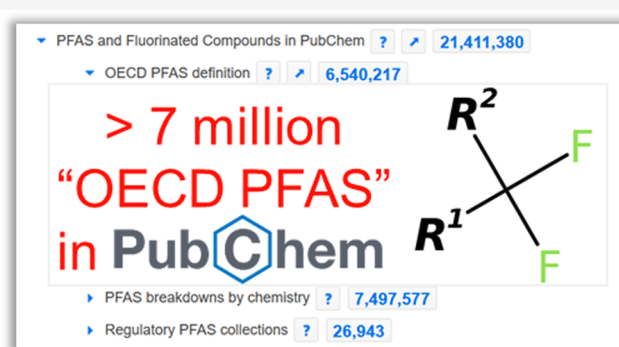 PFAS and Fluorinated Compounds in PubChem ? ↗ 21,411,380
OECD PFAS definition ? ↗ 6,540,217
> 7 million
“OECD PFAS”
in PubChem
R²
F
R¹
F
PFAS breakdowns by chemistry ? 7,497,577
Regulatory PFAS collections ? 26,943